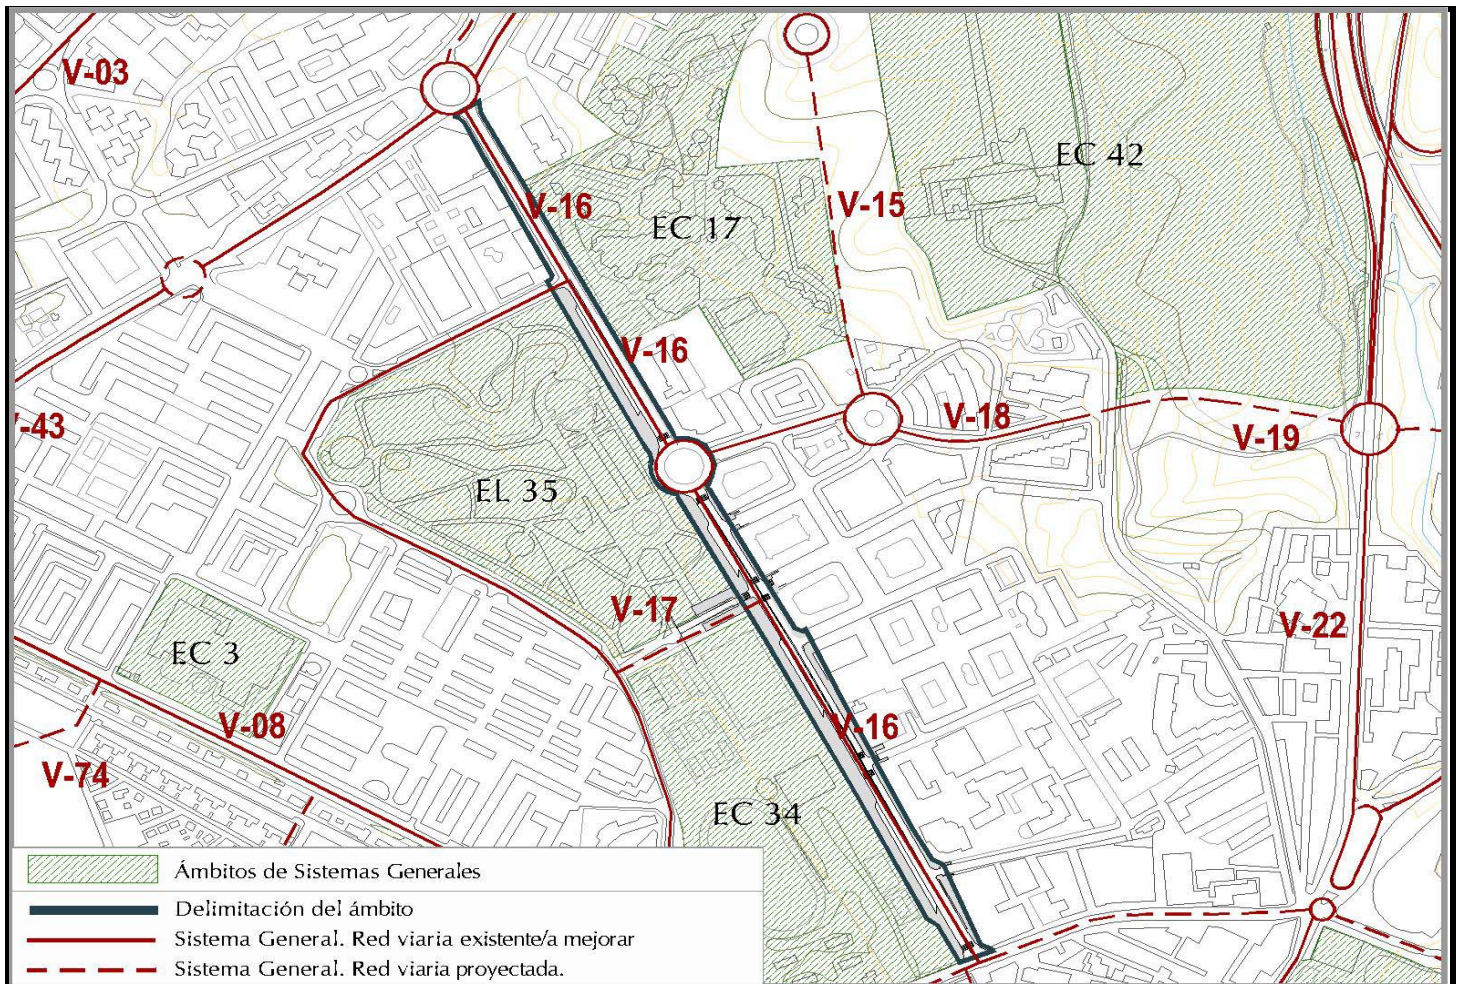 V-03
EC 42
V-16
EC 17
V-15
V-16
V-18
V-43
V-19
EL 35
V-17
V-22
EC 3
V-08
V-16
V-74
EC 34
Ámbitos de Sistemas Generales
Delimitación del ámbito
Sistema General. Red viaria existente/a mejorar
Sistema General. Red viaria proyectada.